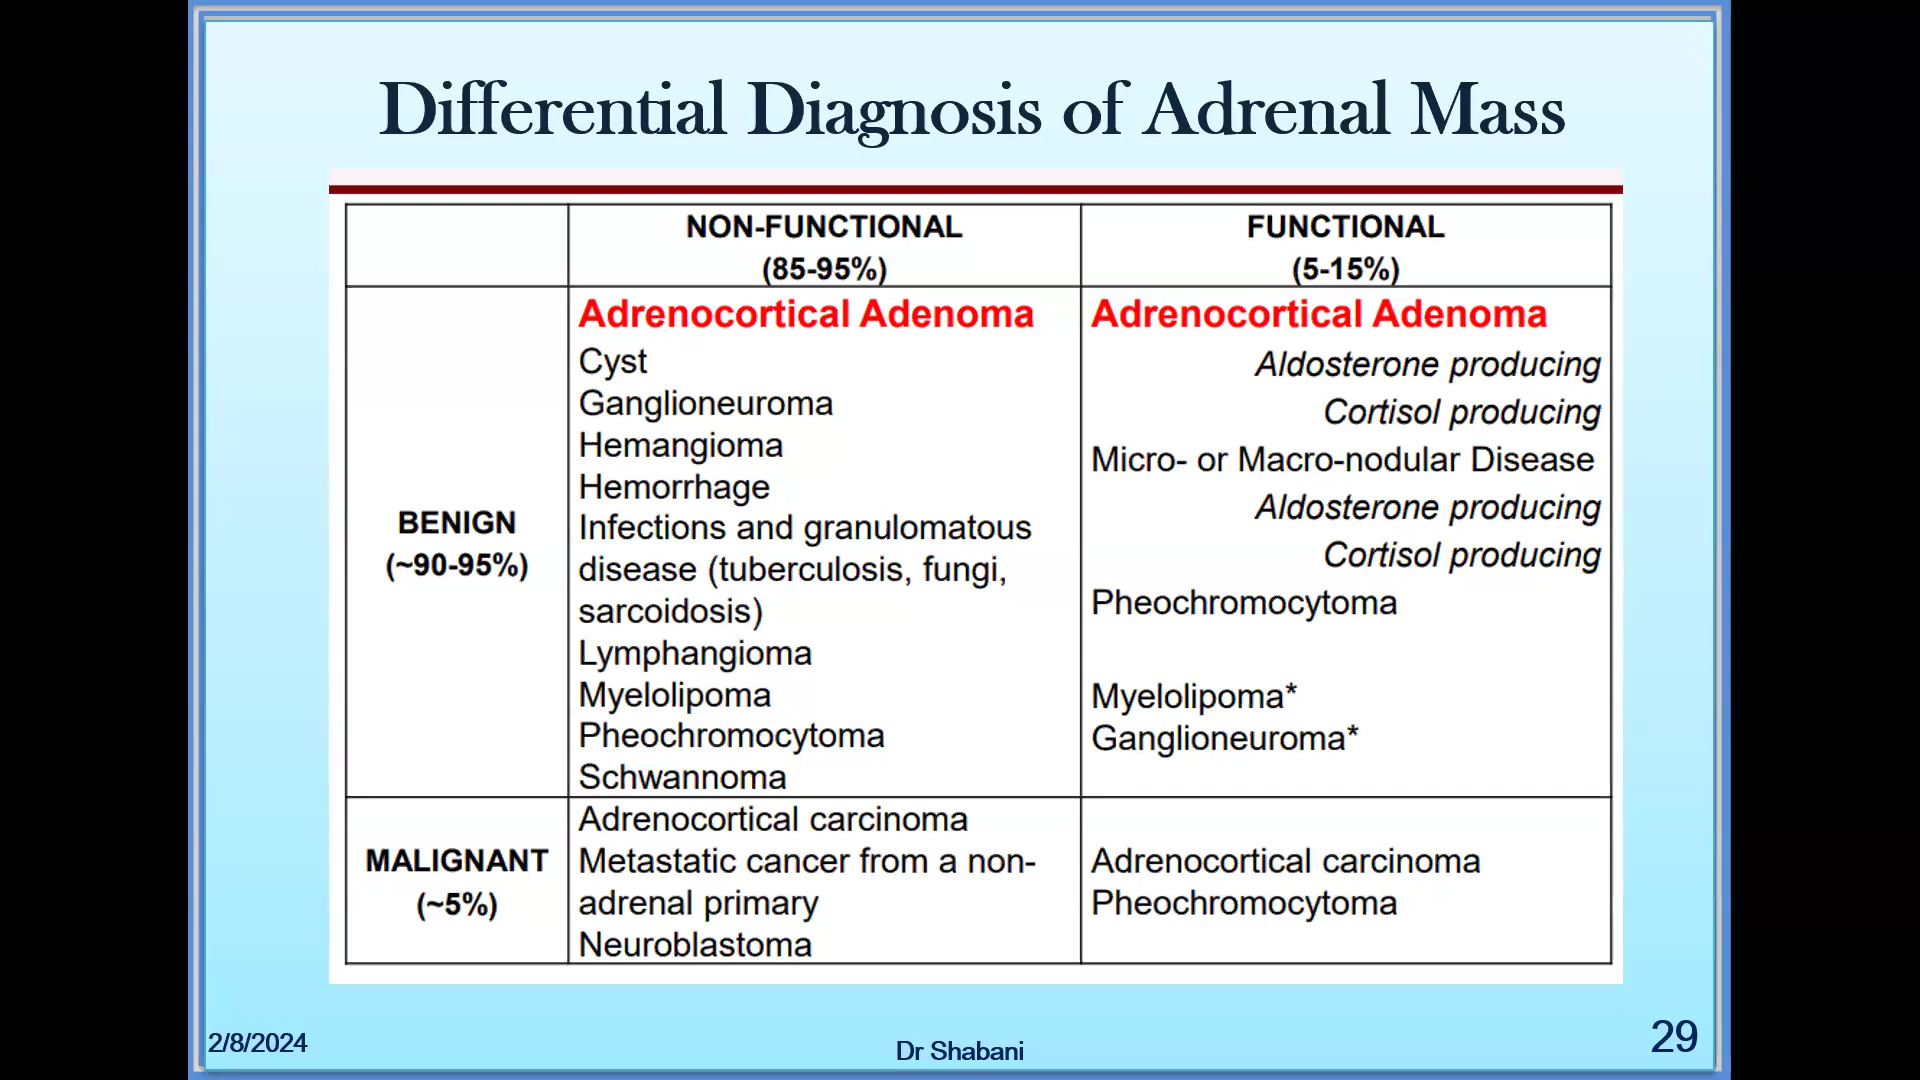 Differential Diagnosis of Adrenal Mass
NON-FUNCTIONAL
(85-95%)
FUNCTIONAL
(5-15%)
BENIGN
(~90-95%)
Adrenocortical Adenoma
Cyst
Ganglioneuroma
Hemangioma
Hemorrhage
Infections and granulomatous
disease (tuberculosis, fungi,
sarcoidosis)
Lymphangioma
Myelolipoma
Pheochromocytoma
Schwannoma
Adrenocortical Adenoma
Aldosterone producing
Cortisol producing
Micro- or Macro-nodular Disease
Aldosterone producing
Cortisol producing
Pheochromocytoma
Myelolipoma*
Ganglioneuroma*
MALIGNANT
(~5%)
Adrenocortical carcinoma
Metastatic cancer from a non-
adrenal primary
Neuroblastoma
Adrenocortical carcinoma
Pheochromocytoma
2/8/2024
Dr Shabani
29